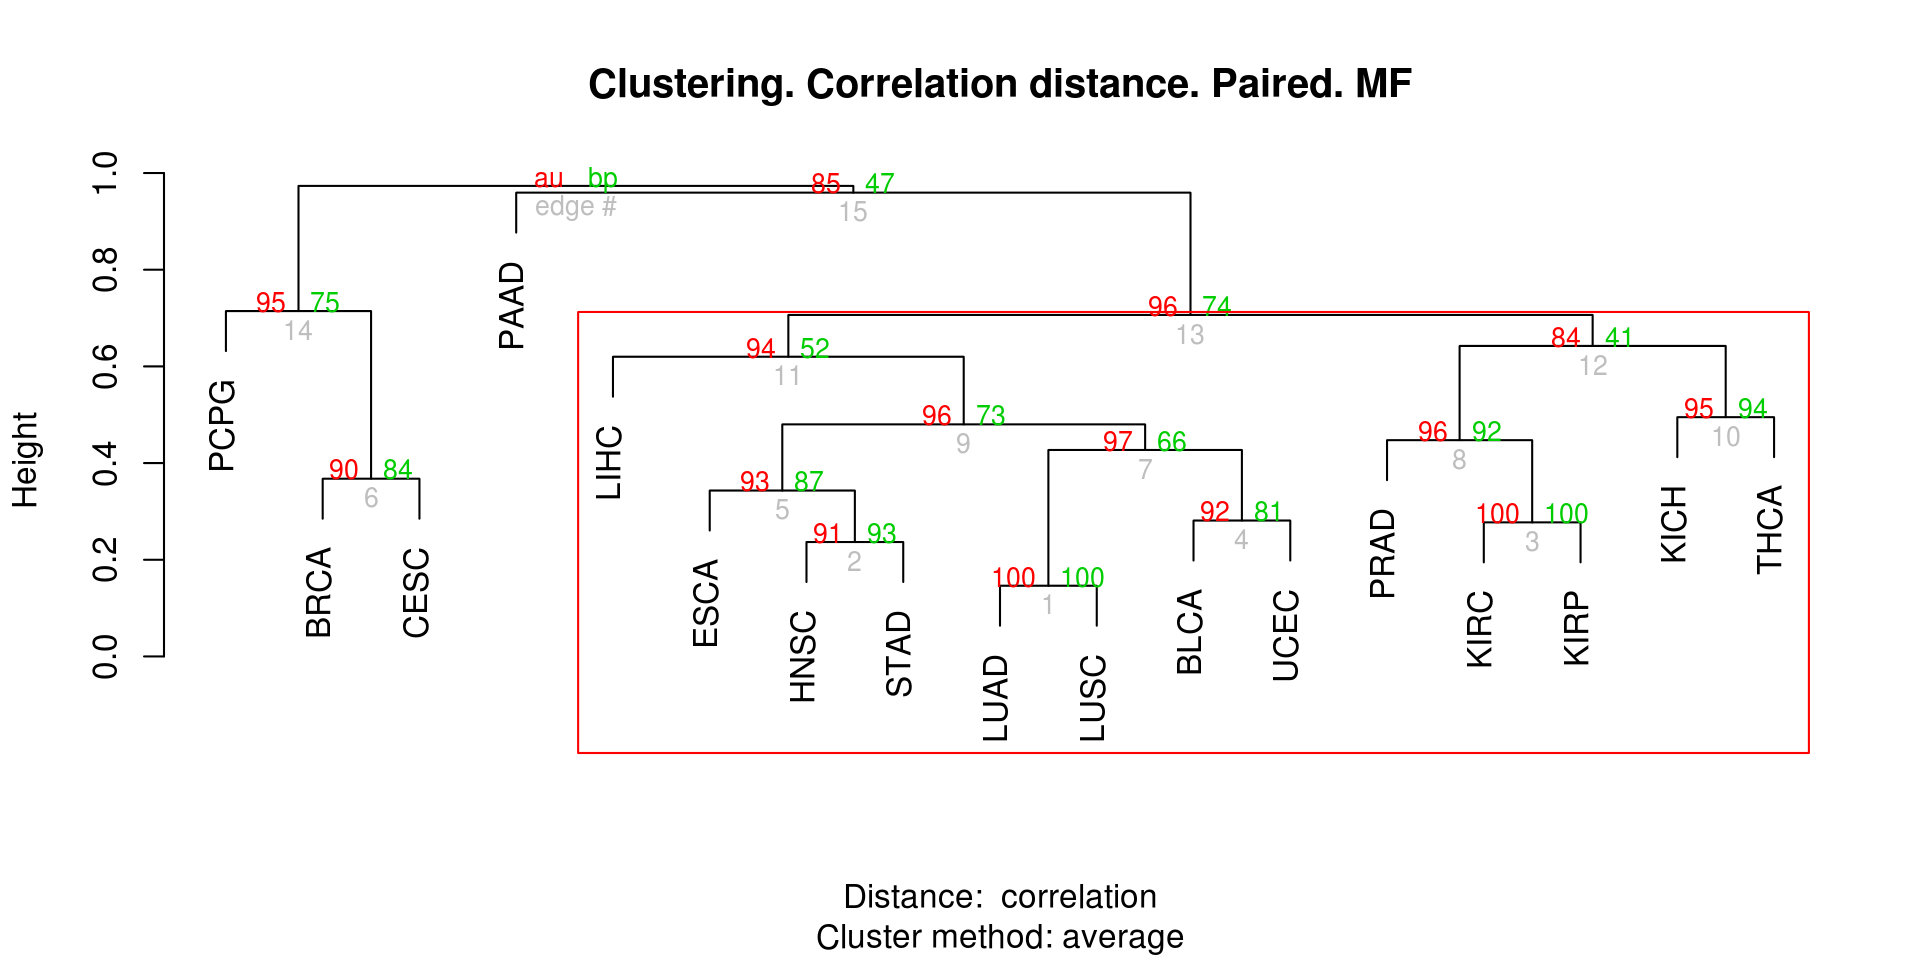 Clustering. Correlation distance. Paired. MF
Height
0.0 0.2 0.4 0.6 0.8 1.0
au bp
edge #
85 47
15
95 75
14
96 74
13
84 41
12
94 52
11
95 94
10
96 73
9
96 92
8
97 66
7
90 84
6
93 87
5
92 81
4
100 100
3
91 93
2
100 100
1
PCPG
BRCA
CESC
PAAD
LIHC
ESCA
HNSC
STAD
LUAD
LUSC
BLCA
UCEC
PRAD
KIRC
KIRP
KICH
THCA
Distance:  correlation
Cluster method: average